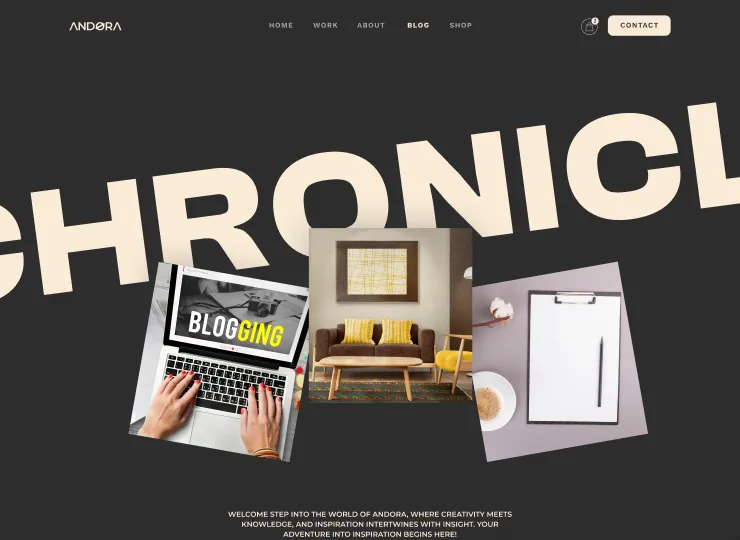 ANDØRA
HOME WORK ABOUT BLOG SHOP
2
CONTACT
CHRONICL
BLOGGING
WELCOME STEP INTO THE WORLD OF ANDORA, WHERE CREATIVITY MEETS
KNOWLEDGE, AND INSPIRATION INTERTWINES WITH INSIGHT. YOUR
ADVENTURE INTO INSPIRATION BEGINS HERE!